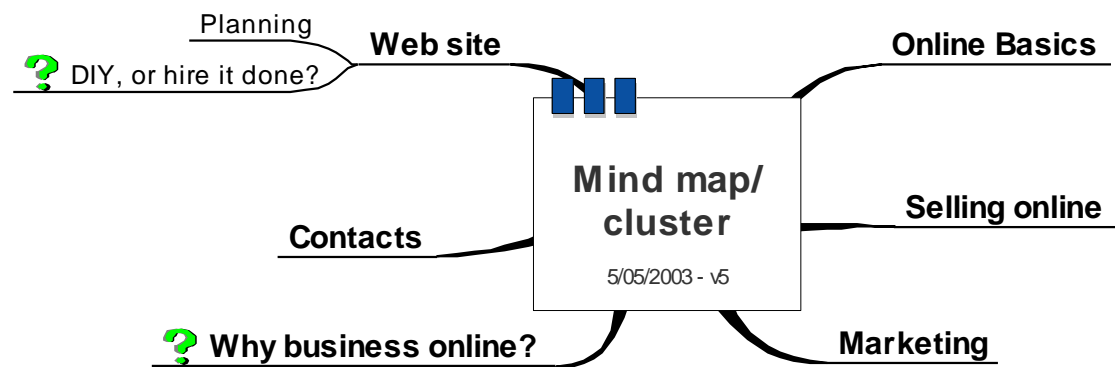 Planning
Web site
Online Basics
DIY, or hire it done?
Mind map/
cluster
5/05/2003 - v5
Selling online
Contacts
Why business online?
Marketing